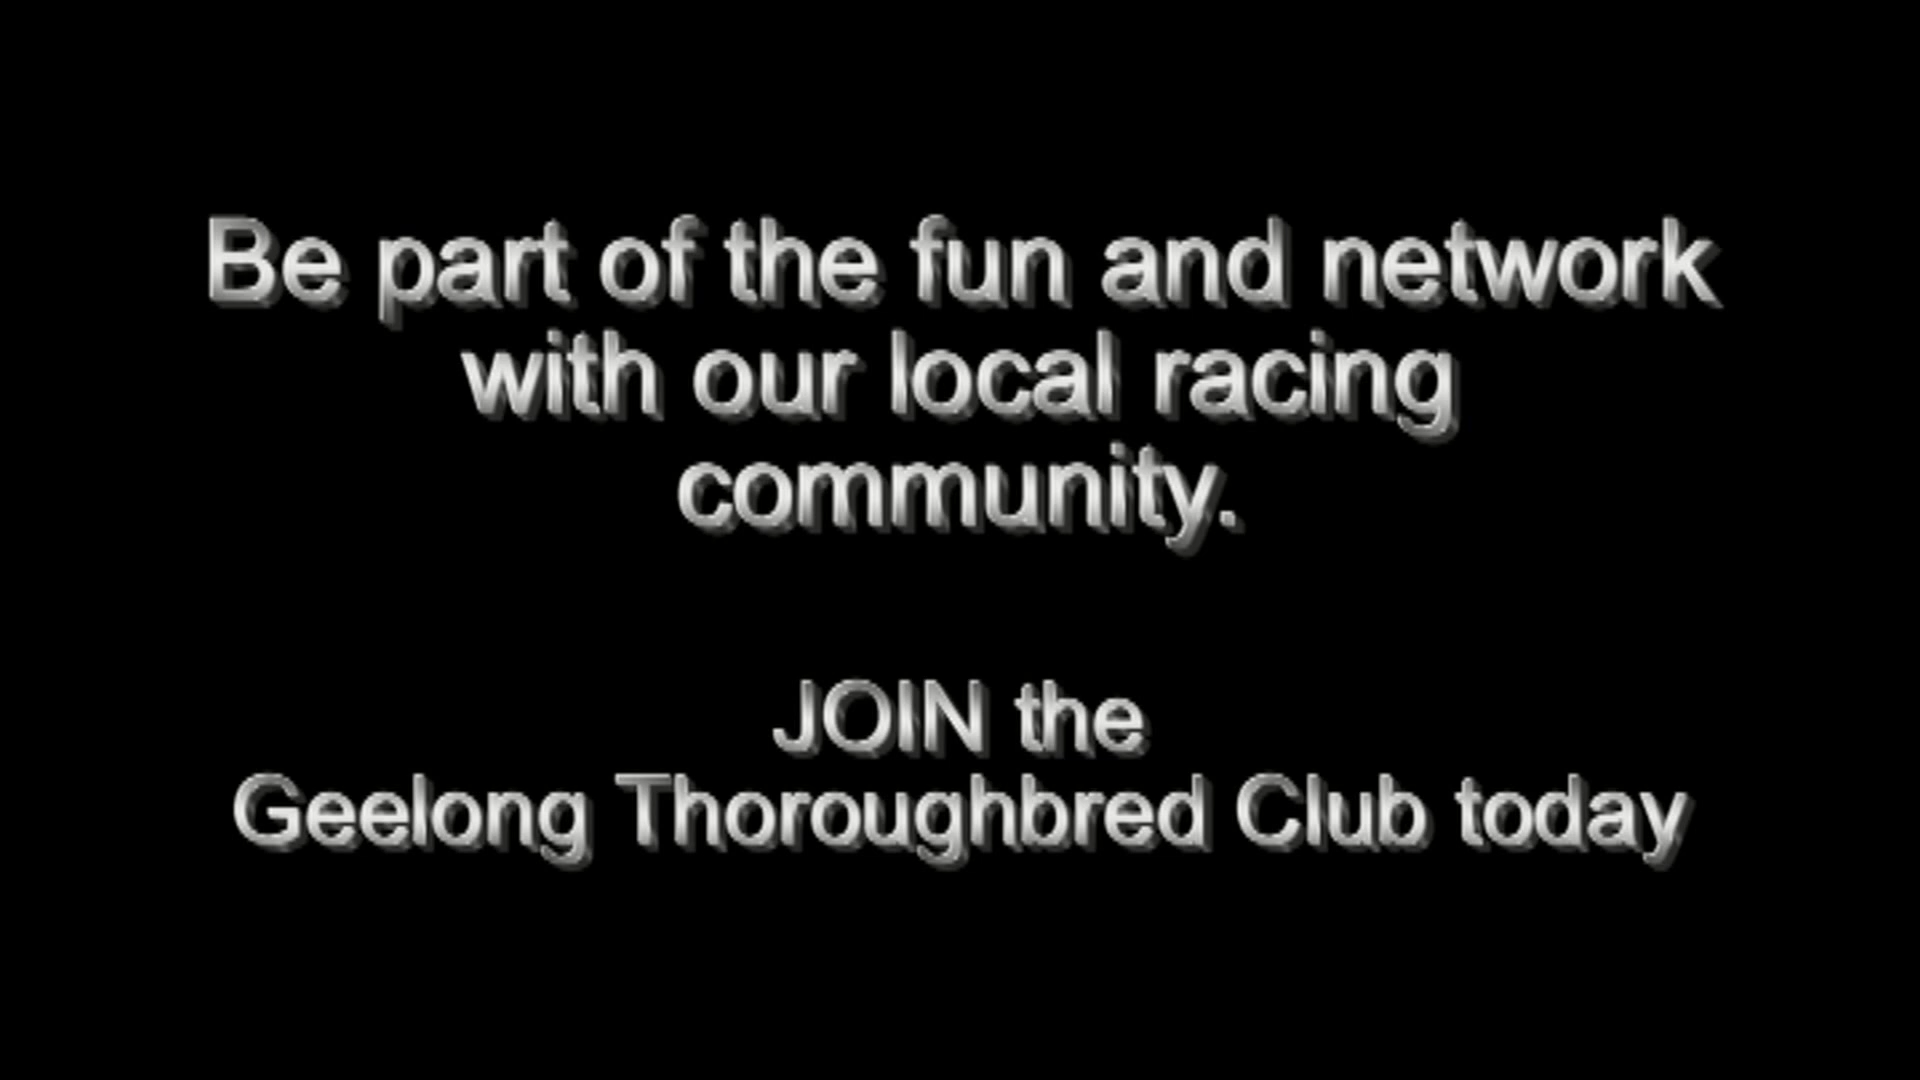 Be part of the fun and network
with our local racing
community.
JOIN the
Geelong Thoroughbred Club today